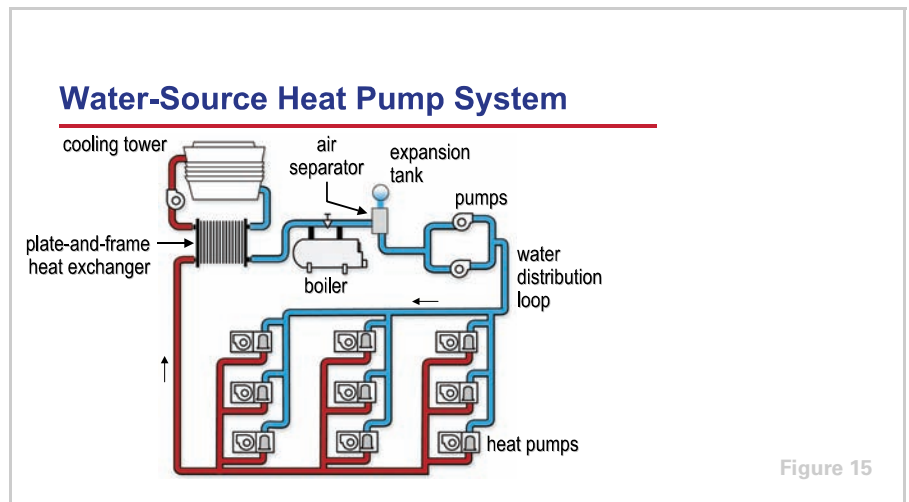 Water-Source Heat Pump System
cooling tower
air
separator
expansion
tank
pumps
plate-and-frame
heat exchanger
boiler
water
distribution
loop
heat pumps
Figure 15